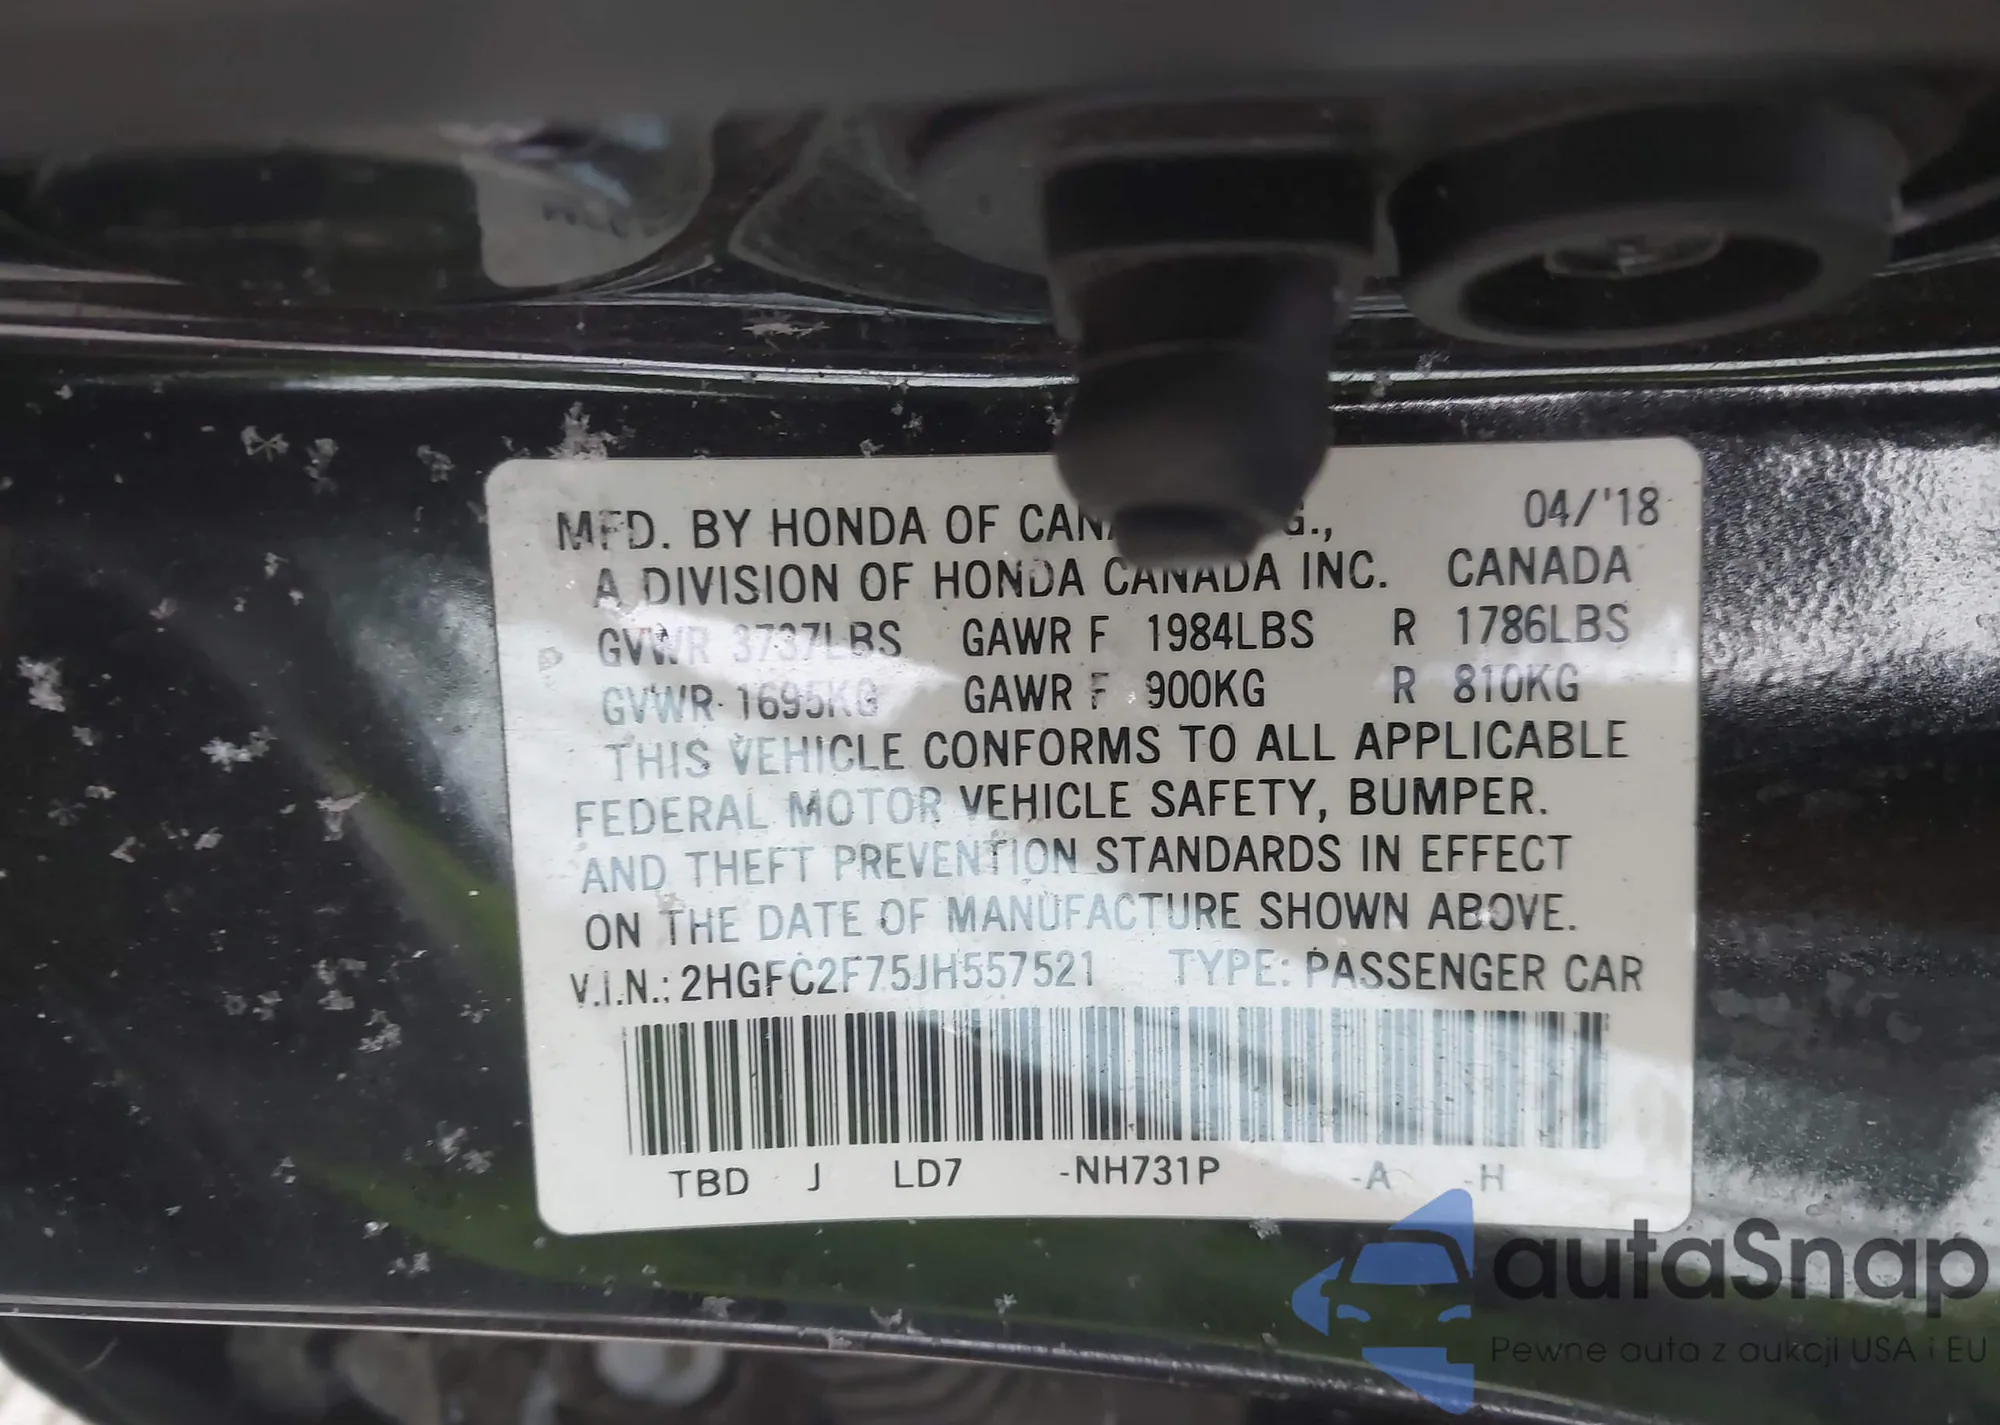 MFD. BY HONDA OF 04/'18
A DIVISION OF HONDA CANADA INC. CANADA
GVWR 3737LBS GAWR F 1984LBS R 1786LBS
GVWR 1695KG GAWR F 900KG R 810KG
THIS VEHICLE CONFORMS TO ALL APPLICABLE
FEDERAL MOTOR VEHICLE SAFETY, BUMPER.
AND THEFT PREVENTION STANDARDS IN EFFECT
ON THE DATE OF MANUFACTURE SHOWN ABOVE.
V.I.N.: 2HGFC2F75JH557521 TYPE: PASSENGER CAR
TBD J LD7 -NH731P -A -H
autaSnap
Pewne auta z aukcji USA i EU